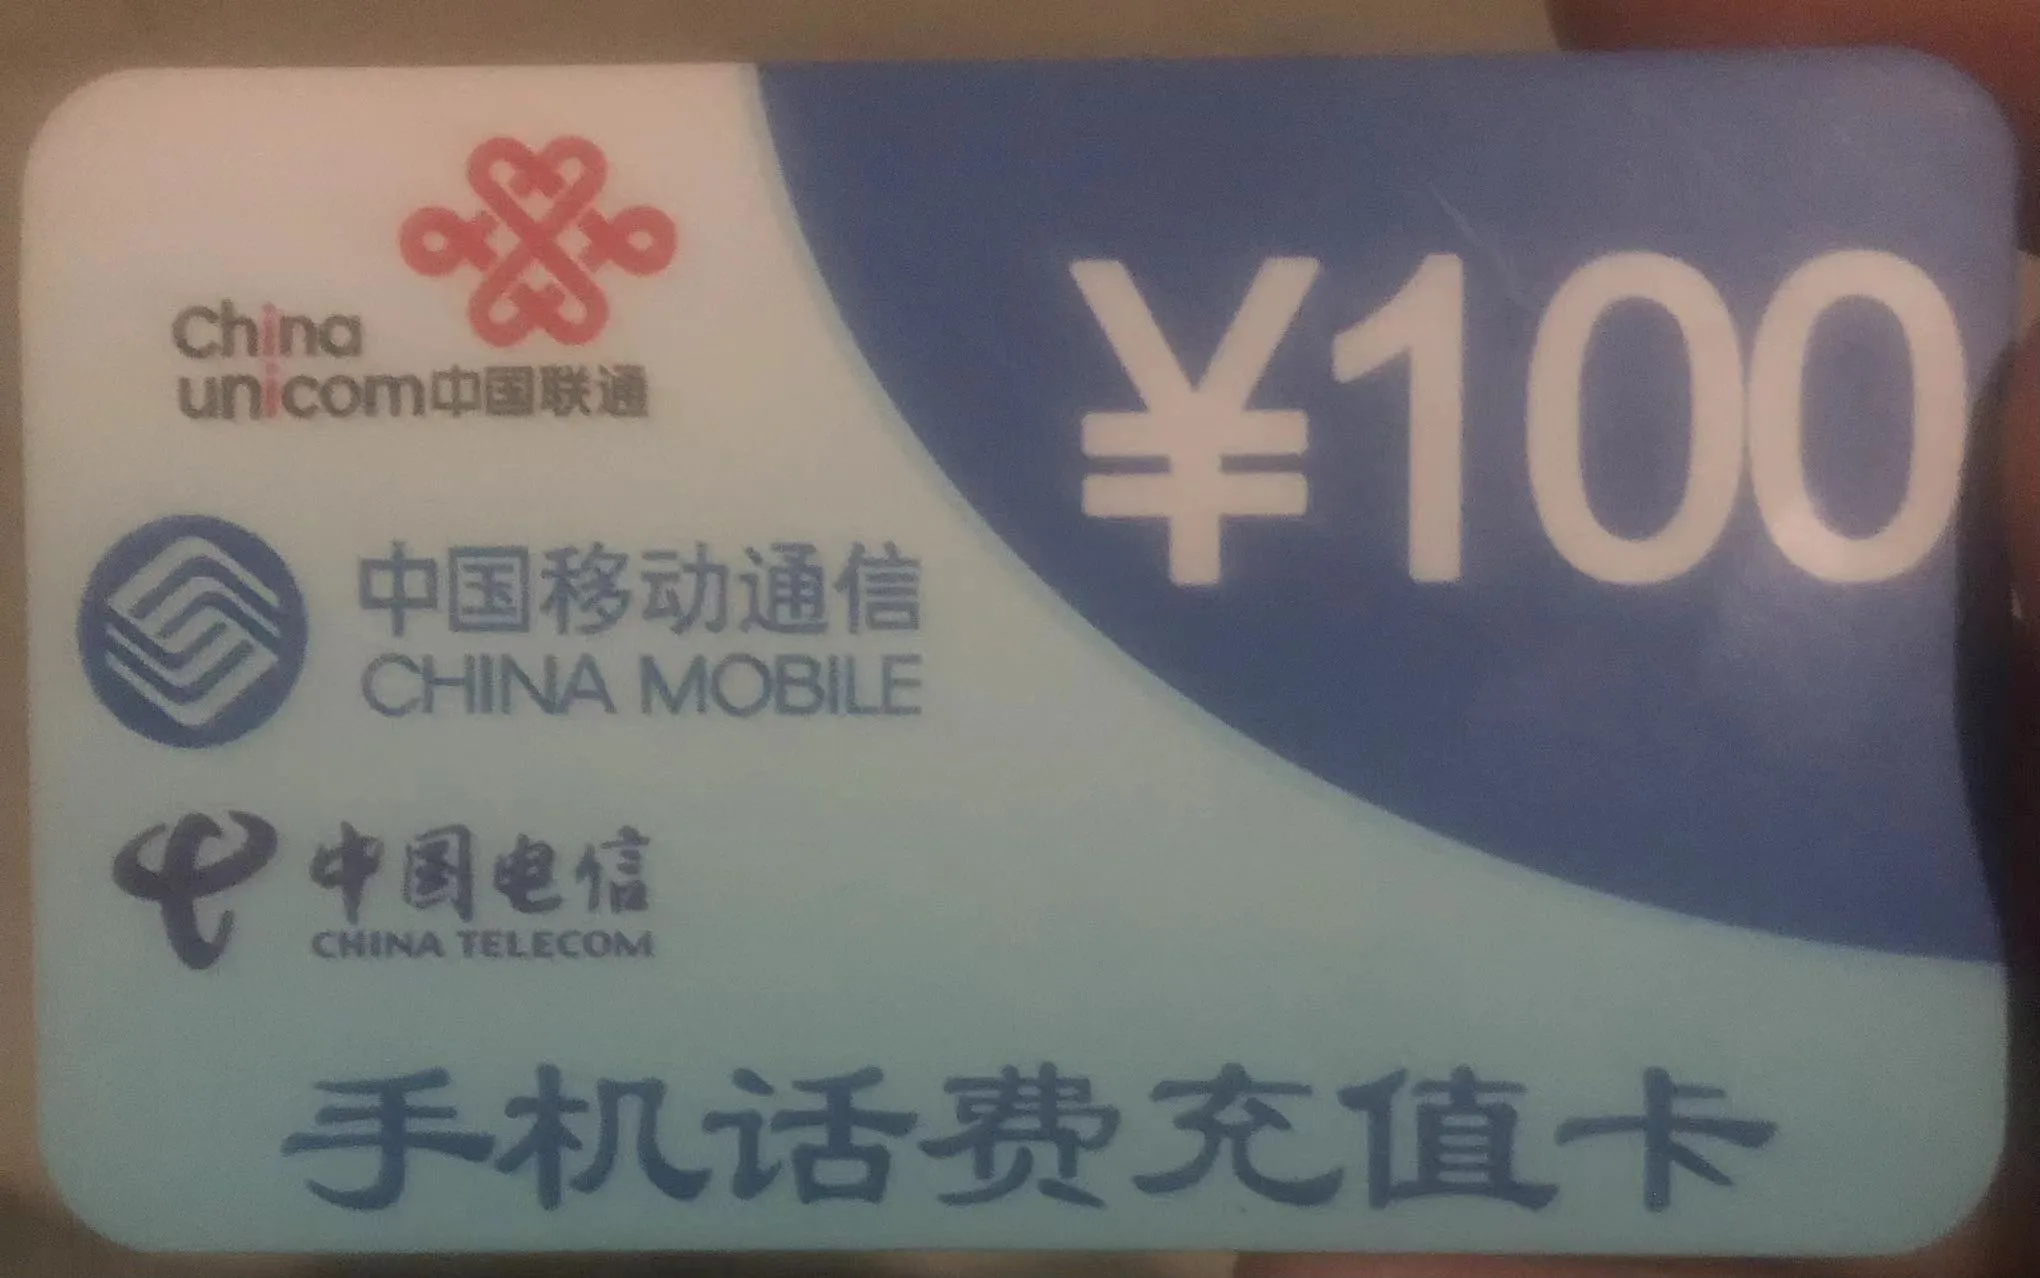 China
unicom中国联通
¥100
中国移动通信
CHINA MOBILE
中国电信
CHINA TELECOM
手机话费充值卡